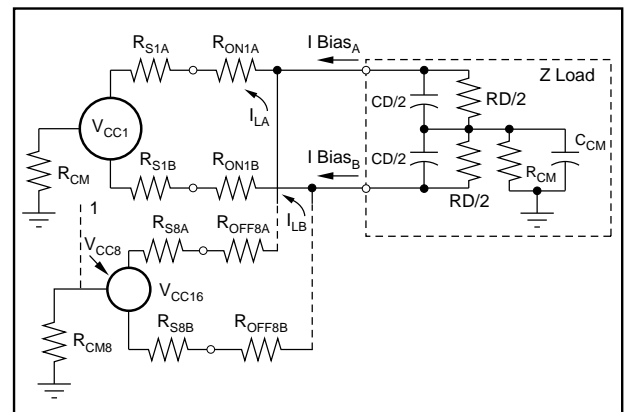 R_S1A R_ON1A I Bias_A
Z Load
CD/2 RD/2
I_LA
V_CC1
R_S1B R_ON1B I Bias_B CD/2 R_CM C_CM
R_CM
RD/2
1
I_LB
R_S8A R_OFF8A
V_CC8
V_CC16
R_S8B R_OFF8B
R_CM8